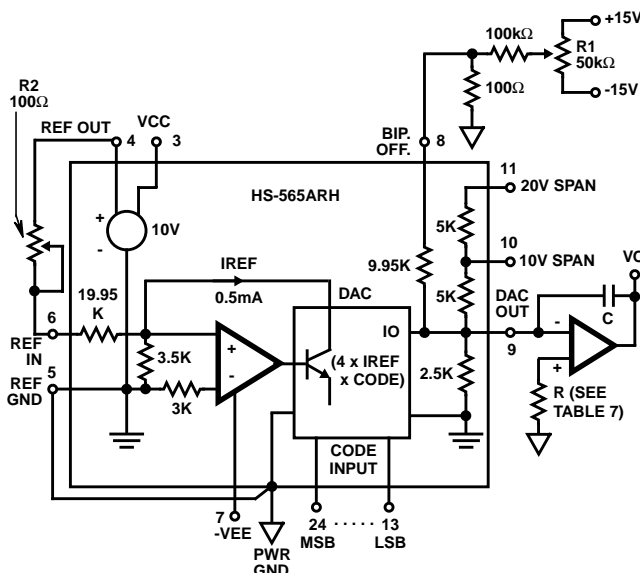 +15V
100kΩ
R1
50kΩ
R2
100Ω
100Ω
-15V
REF OUT
VCC
4
3
BIP.
OFF.
8
11
20V SPAN
HS-565ARH
+
-
10V
5K
10
10V SPAN
VO
IREF
0.5mA
9.95K
5K
19.95
K
DAC
DAC
OUT
C
6
REF
IN
IO
9
-
+
+
-
3.5K
(4 x IREF
x CODE)
2.5K
R (SEE
TABLE 7)
5
REF
GND
3K
CODE
INPUT
7
-VEE
PWR
GND
24 · · · · · 13
MSB LSB